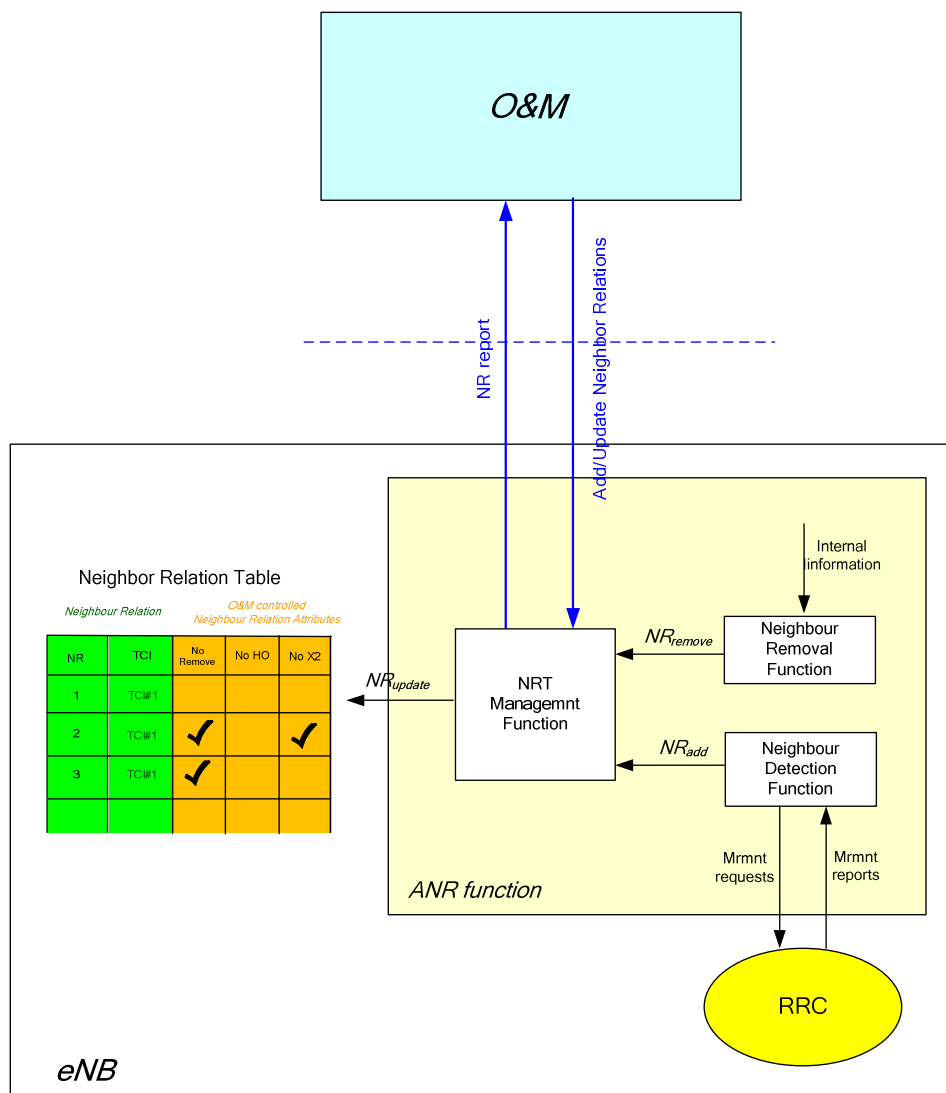 O&M
NR report
Add/Update Neighbor Relations
Internal
Iinformation
Neighbor Relation Table
Neighbour Relation
O&M controlled
Neighbour Relation Attributes
NR TCI No Remove No HO No X2
1 TCI#1
2 TCI#1 ✓ ✓
3 TCI#1 ✓
NRupdate
NRT
Managemnt
Function
NRremove
Neighbour
Removal
Function
NRadd
Neighbour
Detection
Function
Mrmnt
requests
Mrmnt
reports
ANR function
RRC
eNB